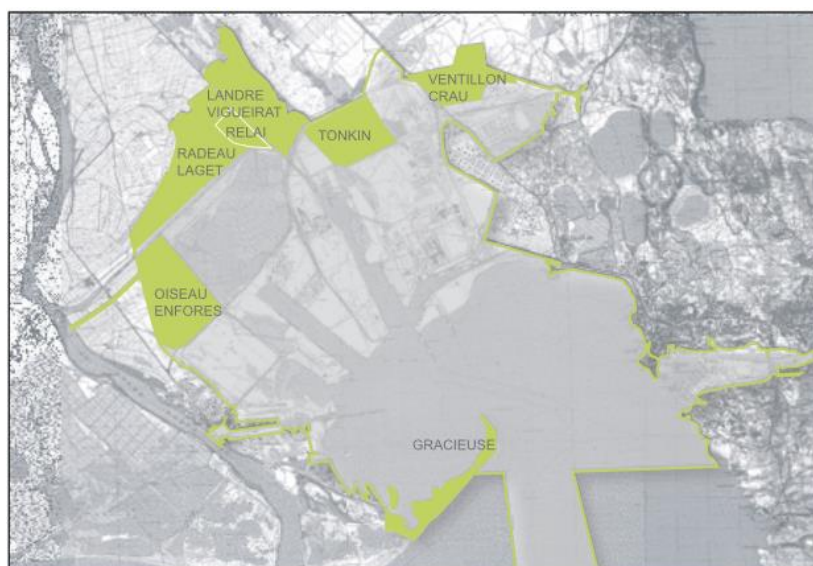 VENTILLON
CRAU
LANDRE
VIGUEIRAT
RELAI
TONKIN
RADEAU
LAGET
OISEAU
ENFORES
GRACIEUSE